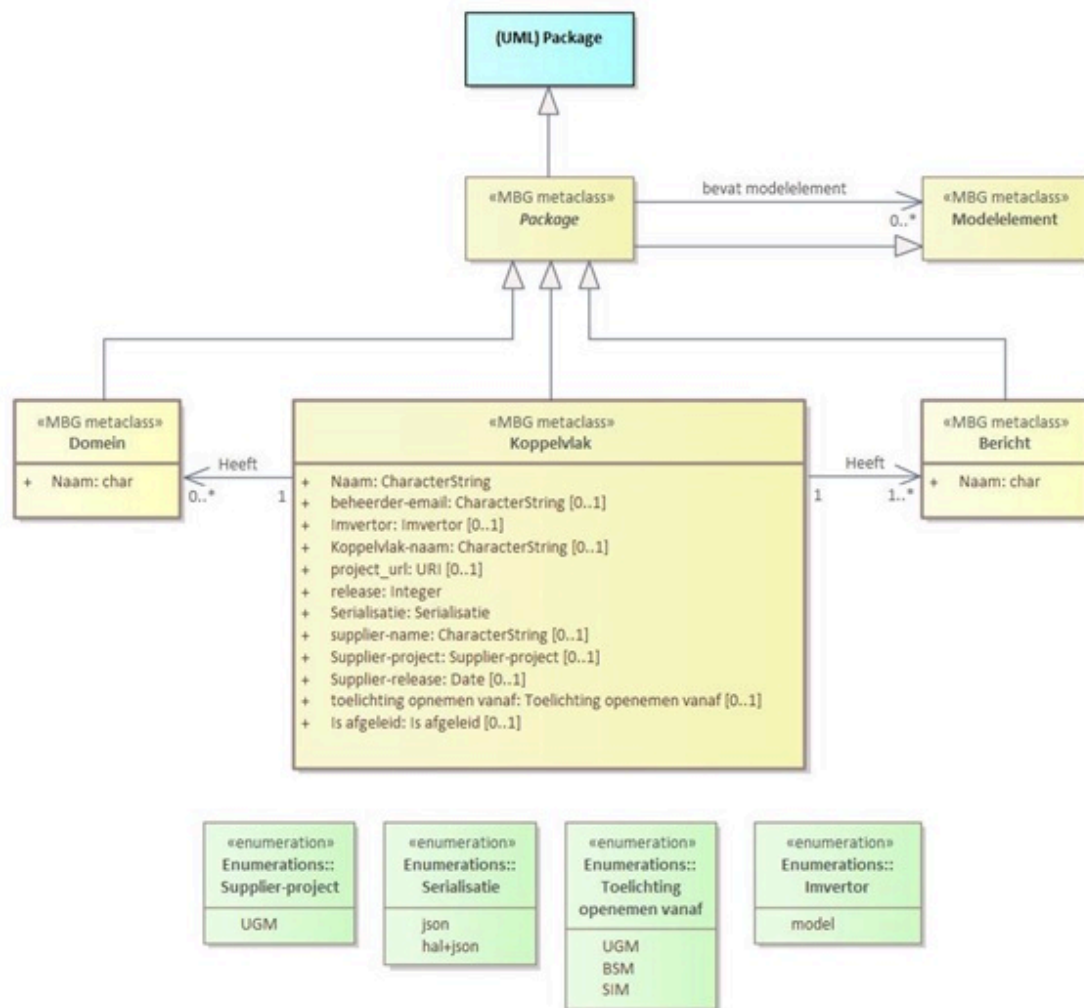 (UML) Package
«MBG metaclass»
Package
bevat modelelement
0..*
«MBG metaclass»
Modelelement
«MBG metaclass»
Domein
+ Naam: char
Heeft
0..*
1
«MBG metaclass»
Koppelvlak
+ Naam: CharacterString
+ beheerder-email: CharacterString [0..1]
+ Imvertor: Imvertor [0..1]
+ Koppelvlak-naam: CharacterString [0..1]
+ project_url: URI [0..1]
+ release: Integer
+ Serialisatie: Serialisatie
+ supplier-name: CharacterString [0..1]
+ Supplier-project: Supplier-project [0..1]
+ Supplier-release: Date [0..1]
+ toelichting opnemen vanaf: Toelichting openemen vanaf [0..1]
+ Is afgeleid: Is afgeleid [0..1]
Heeft
1
1..*
«MBG metaclass»
Bericht
+ Naam: char
«enumeration»
Enumerations::
Supplier-project
UGM
«enumeration»
Enumerations::
Serialisatie
json
hal+json
«enumeration»
Enumerations::
Toelichting
openemen vanaf
UGM
BSM
SIM
«enumeration»
Enumerations::
Imvertor
model